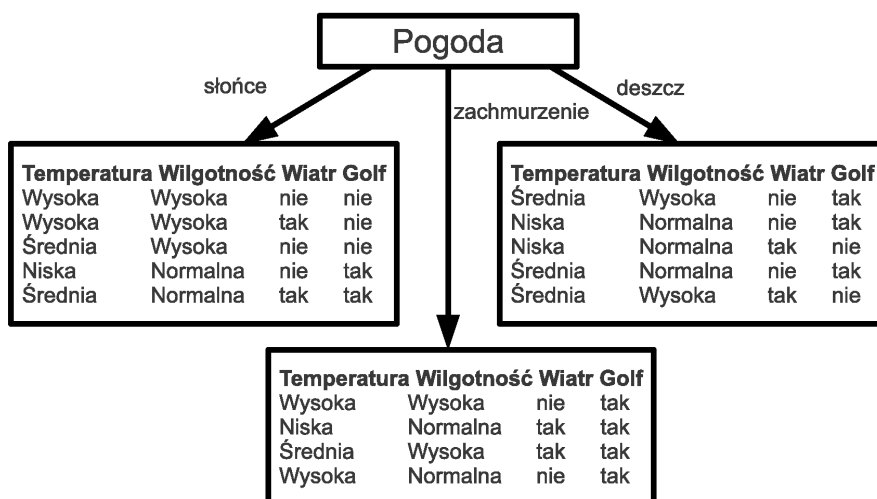 Pogoda
słońce
zachmurzenie
deszcz
Temperatura Wilgotność Wiatr Golf
Wysoka Wysoka nie nie
Wysoka Wysoka tak nie
Średnia Wysoka nie nie
Niska Normalna nie tak
Średnia Normalna tak tak
Temperatura Wilgotność Wiatr Golf
Średnia Wysoka nie tak
Niska Normalna nie tak
Niska Normalna tak nie
Średnia Normalna nie tak
Średnia Wysoka tak nie
Temperatura Wilgotność Wiatr Golf
Wysoka Wysoka nie tak
Niska Normalna tak tak
Średnia Wysoka tak tak
Wysoka Normalna nie tak